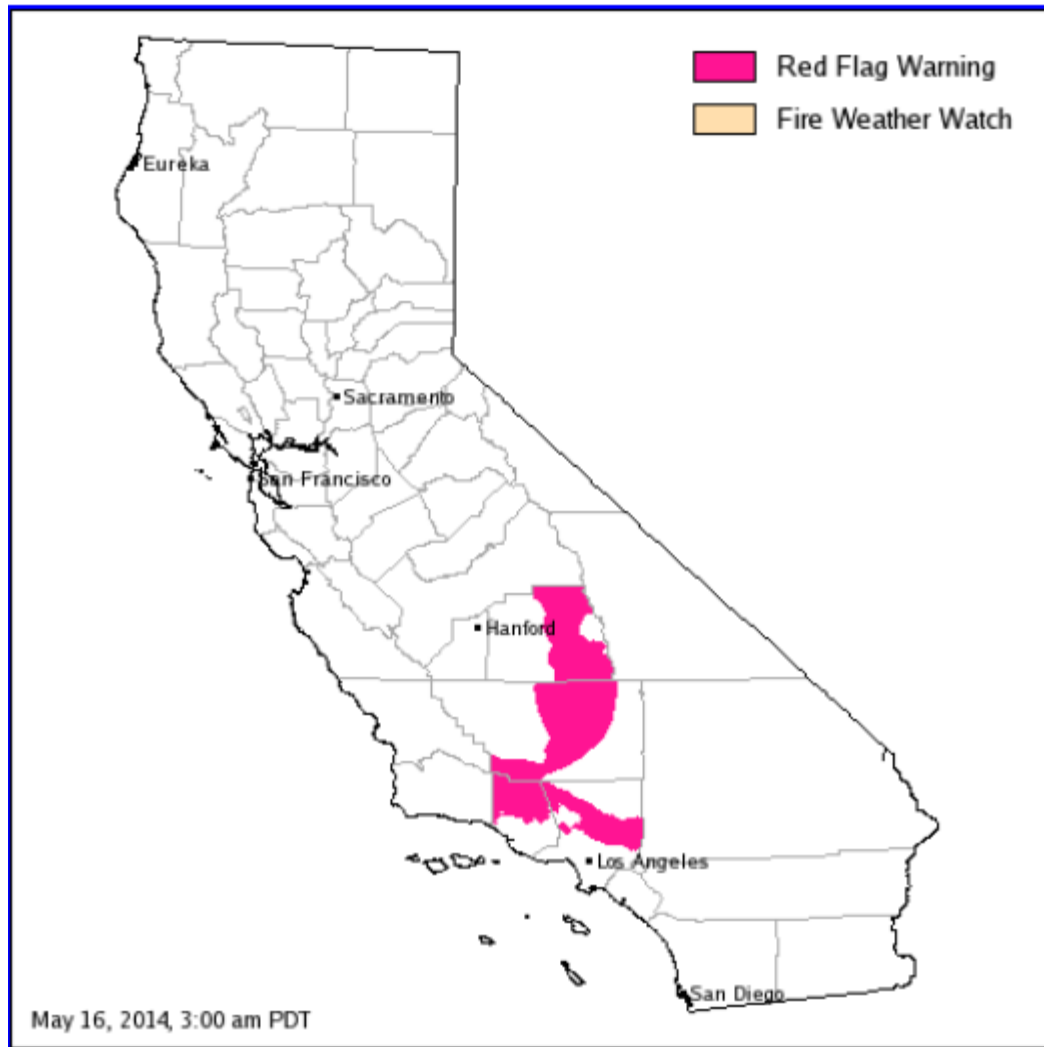 Red Flag Warning
Fire Weather Watch
Eureka
Sacramento
San Francisco
Hanford
Los Angeles
San Diego
May 16, 2014, 3:00 am PDT